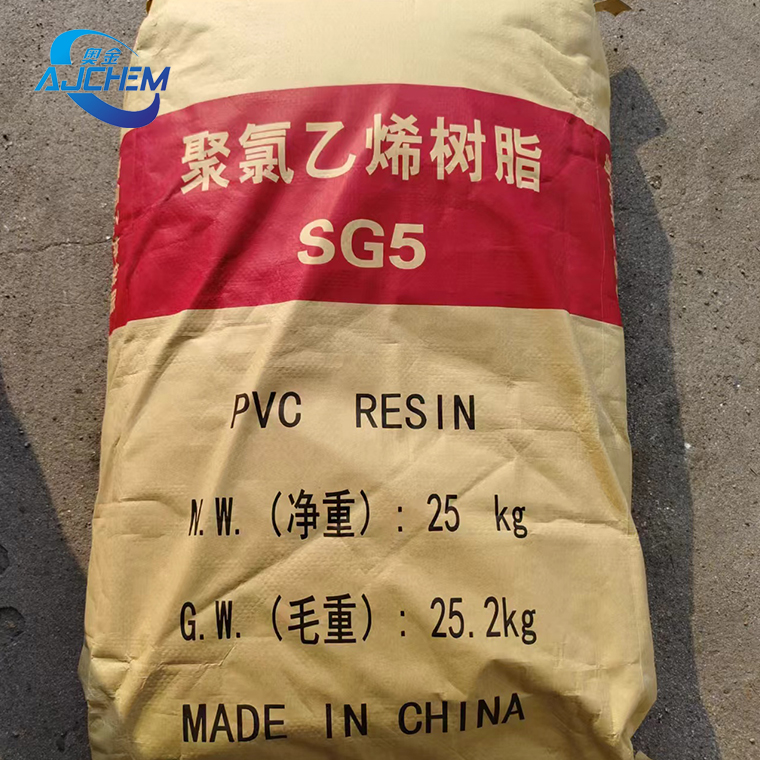 奥金
AJCHEM
聚氯乙烯树脂
SG5
PVC RESIN
N.W.(净重): 25 kg
G.W.(毛重): 25.2kg
MADE IN CHINA